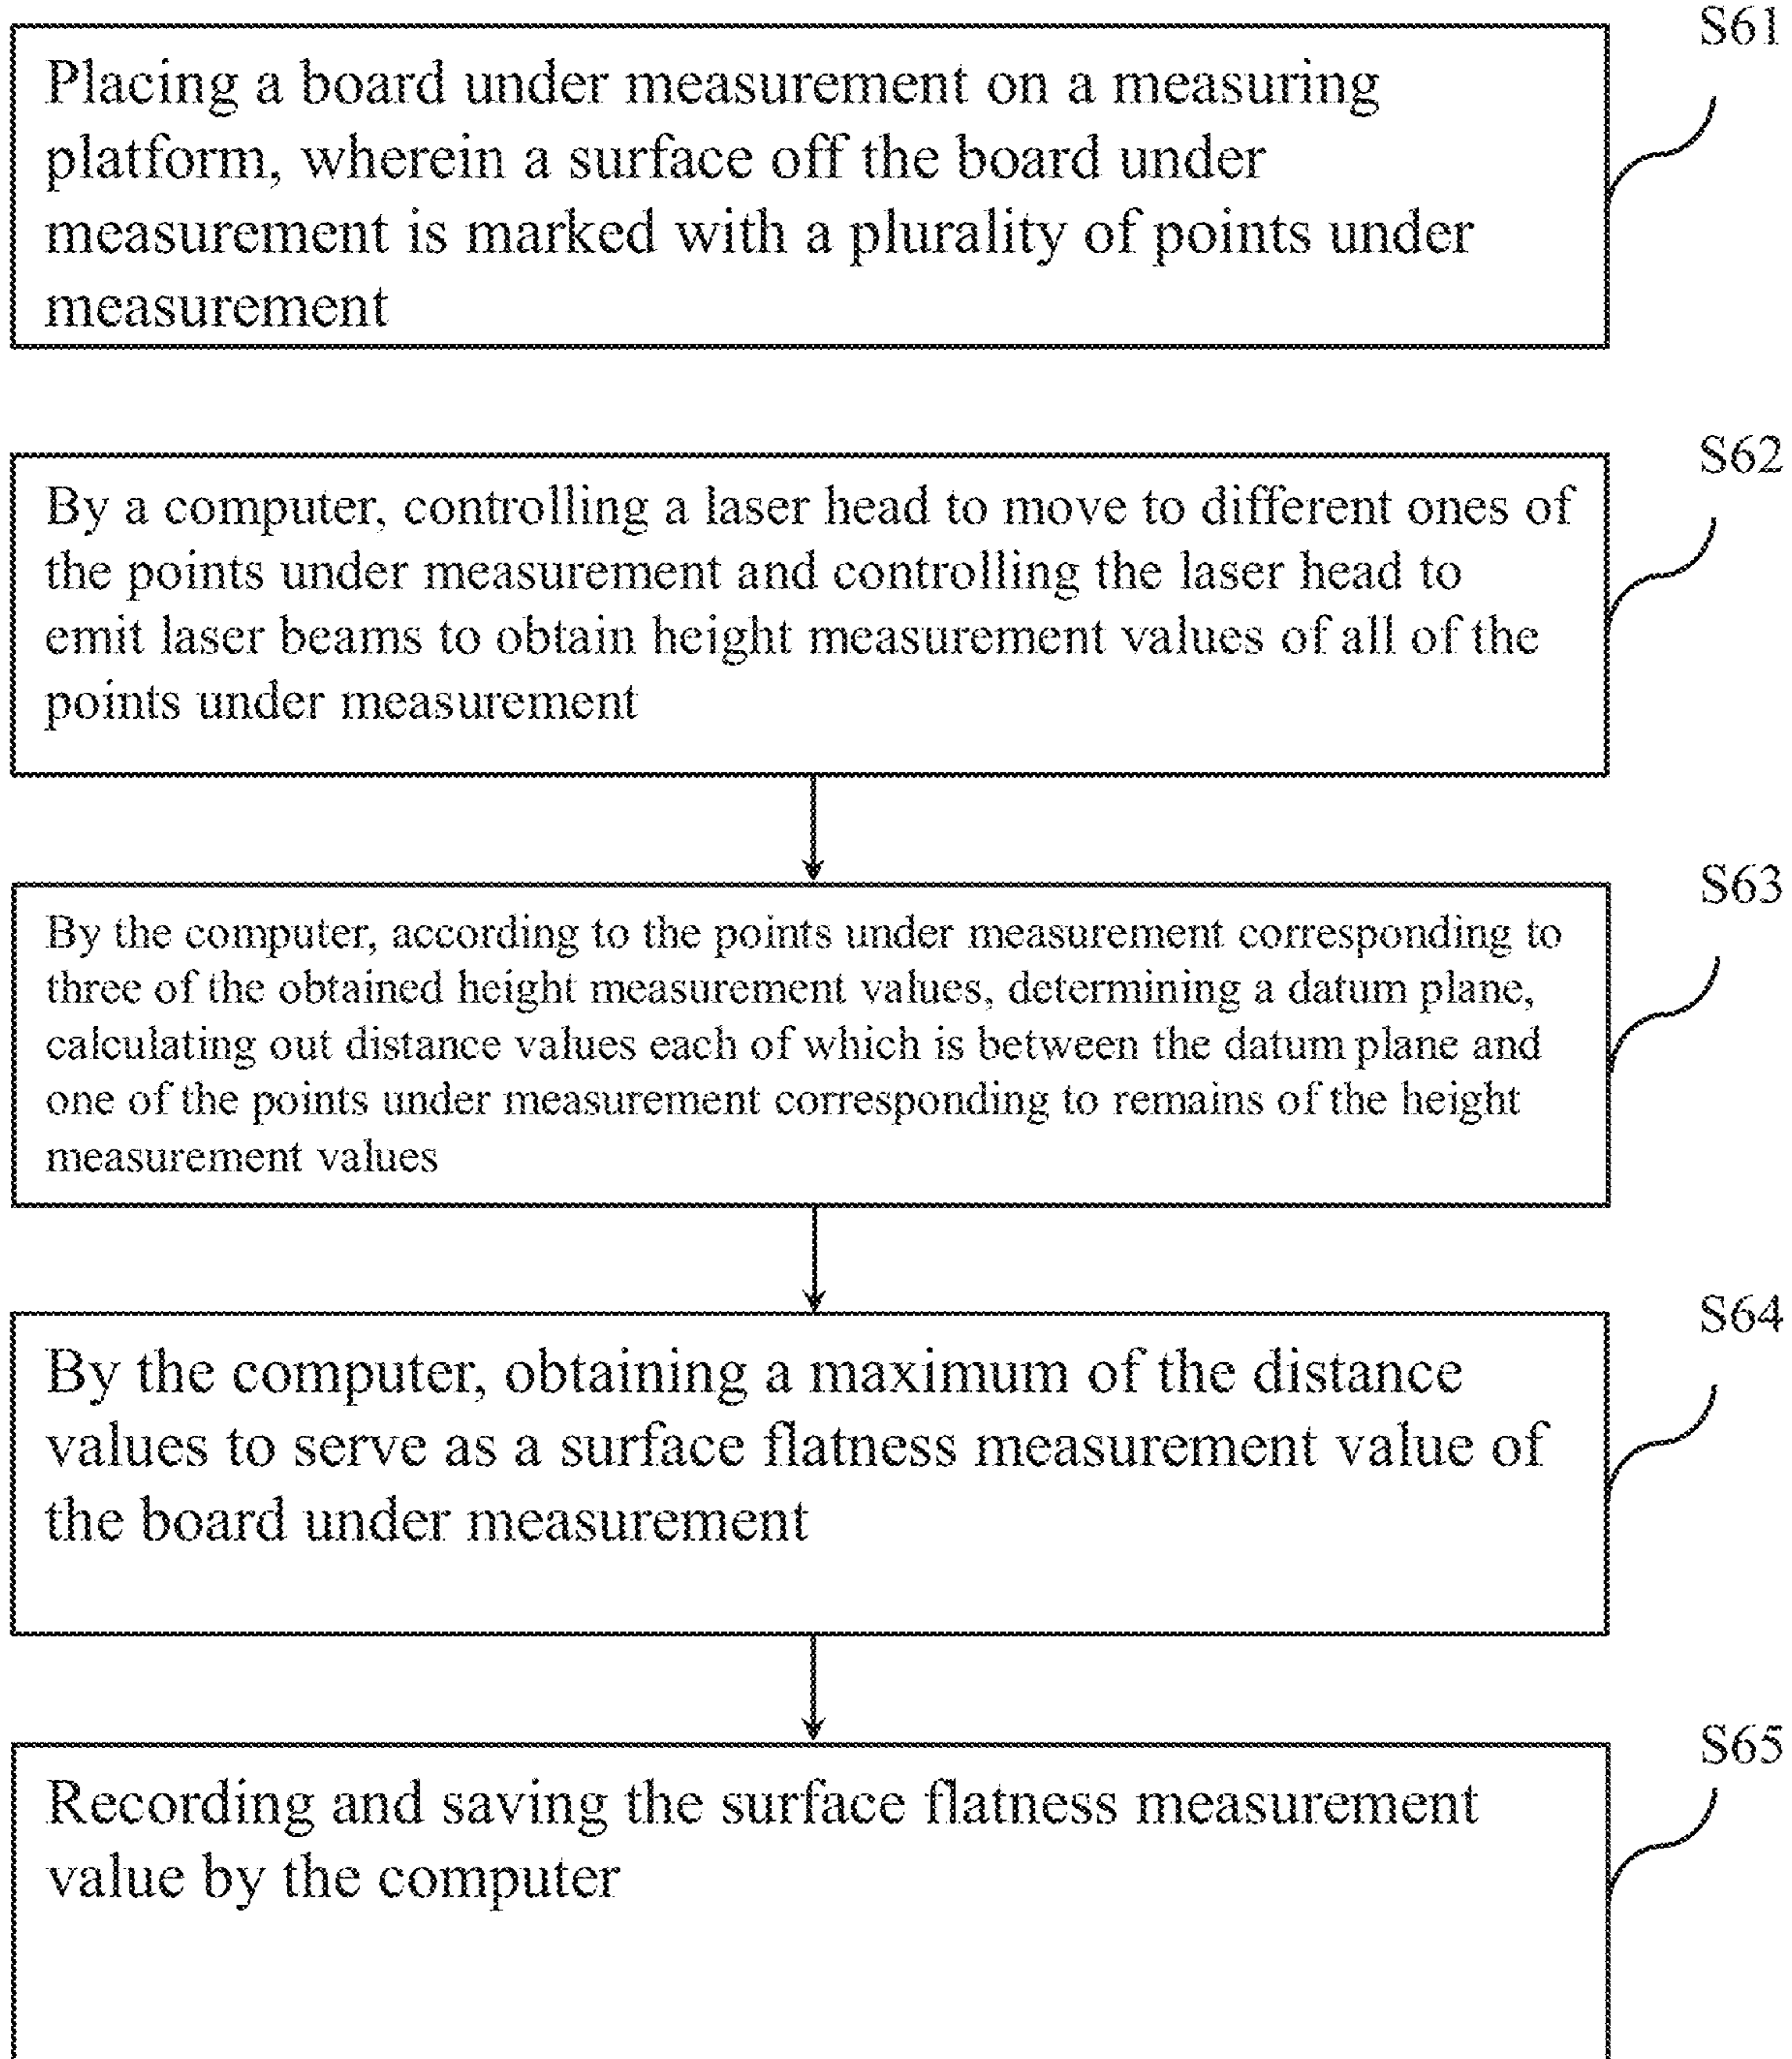 S61
Placing a board under measurement on a measuring
platform, wherein a surface off the board under
measurement is marked with a plurality of points under
measurement
S62
By a computer, controlling a laser head to move to different ones of
the points under measurement and controlling the laser head to
emit laser beams to obtain height measurement values of all of the
points under measurement
S63
By the computer, according to the points under measurement corresponding to
three of the obtained height measurement values, determining a datum plane,
calculating out distance values each of which is between the datum plane and
one of the points under measurement corresponding to remains of the height
measurement values
S64
By the computer, obtaining a maximum of the distance
values to serve as a surface flatness measurement value of
the board under measurement
S65
Recording and saving the surface flatness measurement
value by the computer